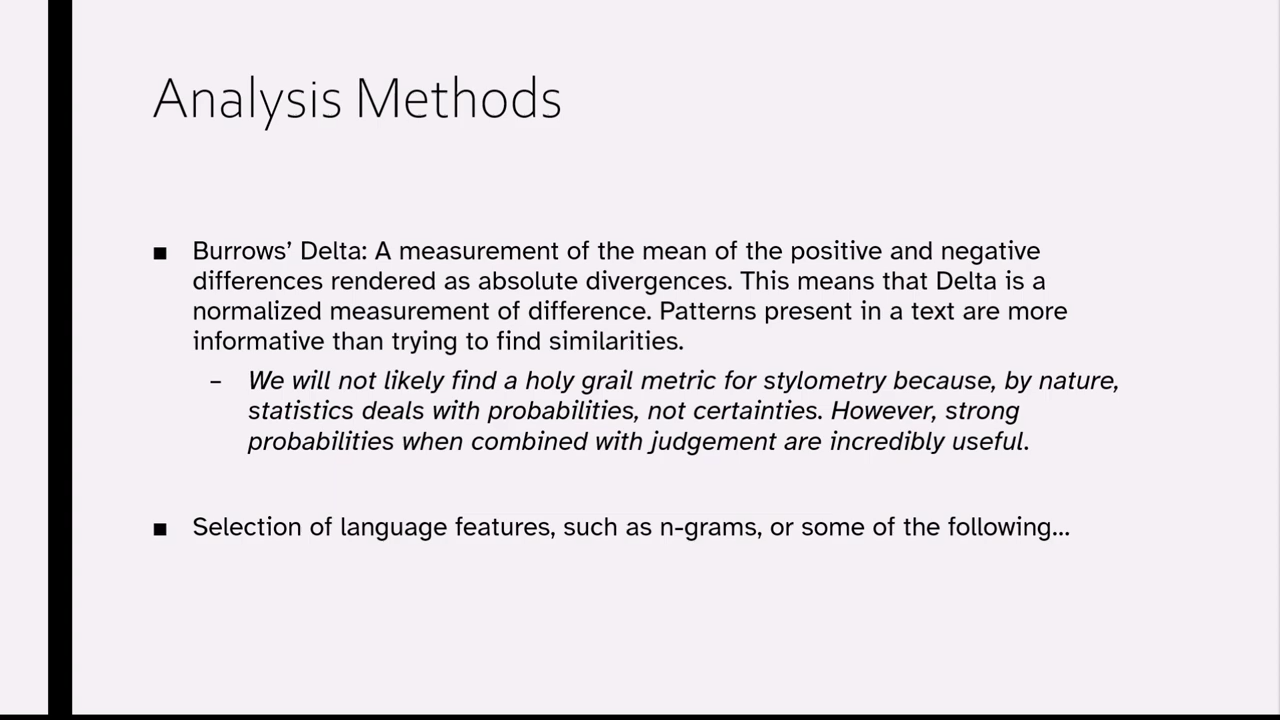 Analysis Methods
■ Burrows’ Delta: A measurement of the mean of the positive and negative
differences rendered as absolute divergences. This means that Delta is a
normalized measurement of difference. Patterns present in a text are more
informative than trying to find similarities.
– We will not likely find a holy grail metric for stylometry because, by nature,
statistics deals with probabilities, not certainties. However, strong
probabilities when combined with judgement are incredibly useful.
■ Selection of language features, such as n-grams, or some of the following…